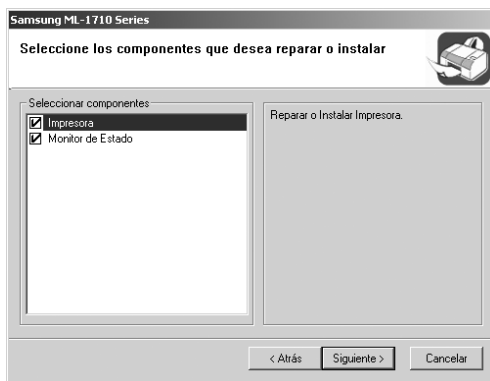 Samsung ML-1710 Series
Seleccione los componentes que desea reparar o instalar
Seleccionar componentes
Impresora
Monitor de Estado
Reparar o Instalar Impresora.
< Atrás
Siguiente >
Cancelar